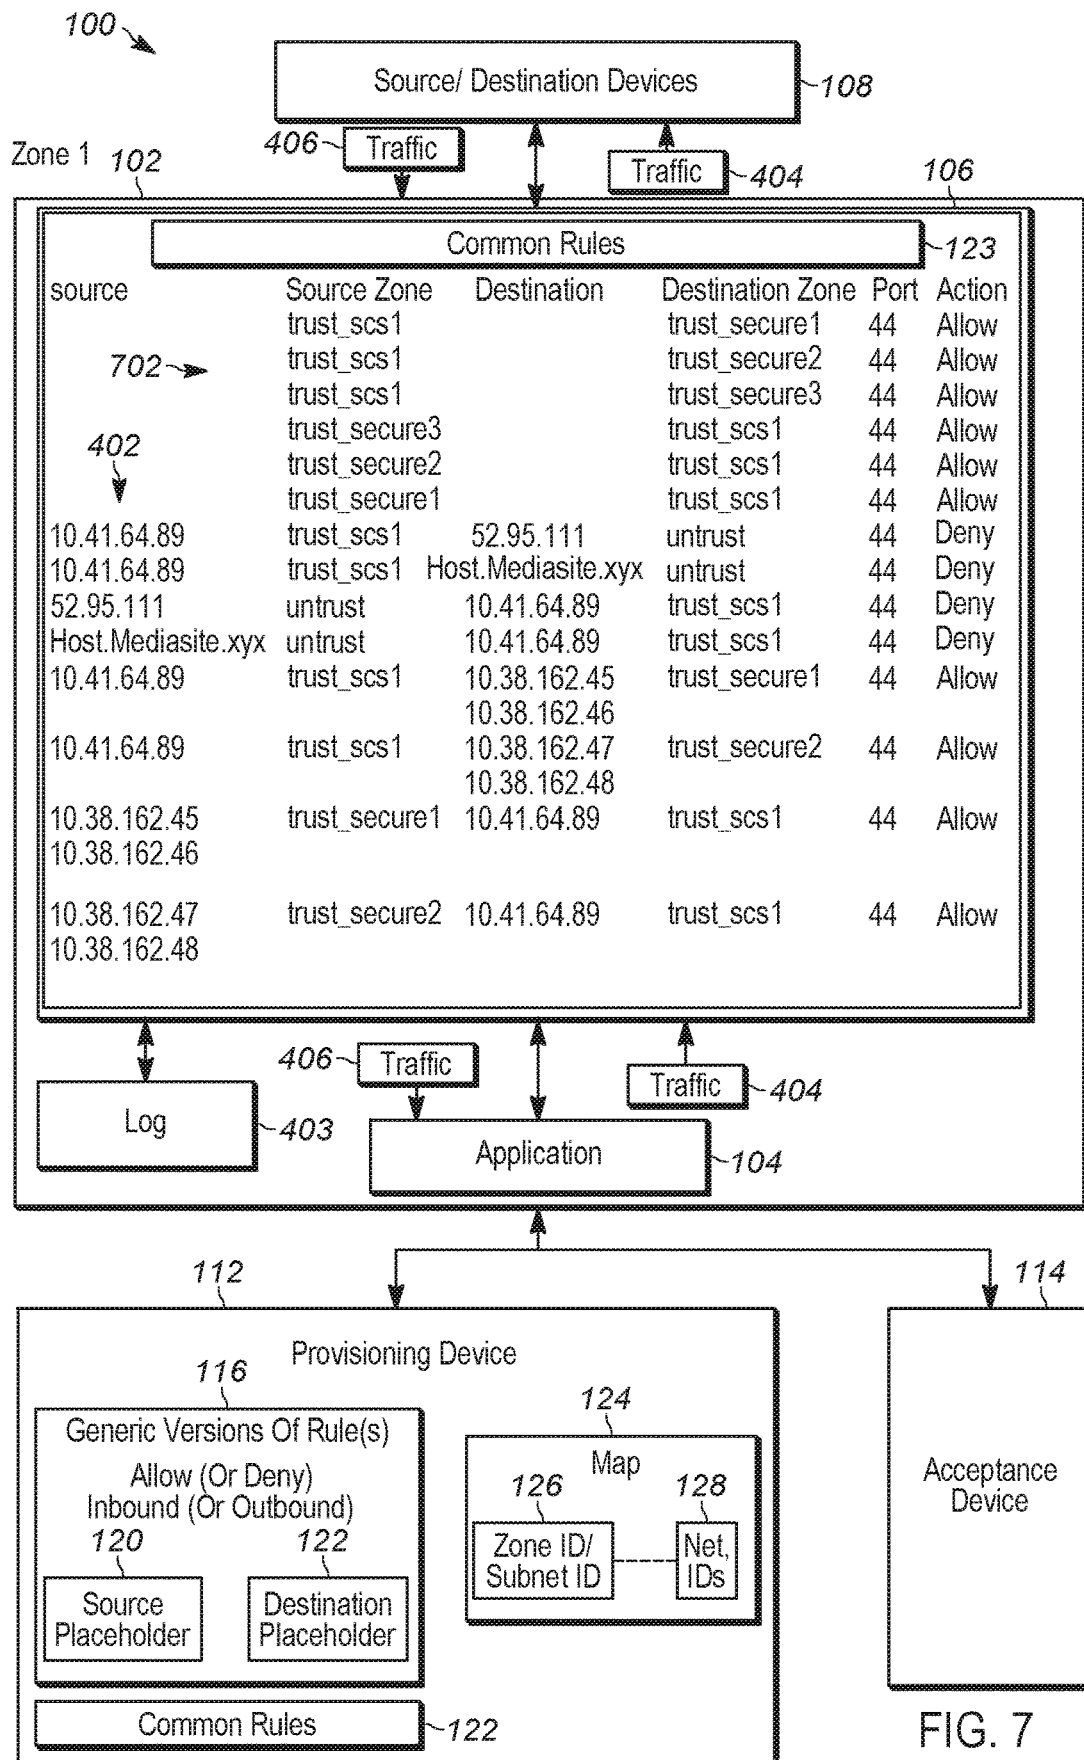 100
Source/ Destination Devices
108
406
Traffic
Traffic
404
Zone 1
102
106
Common Rules
123
source Source Zone Destination Destination Zone Port Action
trust_scs1 trust_secure1 44 Allow
702
trust_scs1 trust_secure2 44 Allow
trust_scs1 trust_secure3 44 Allow
402
trust_secure3 trust_scs1 44 Allow
trust_secure2 trust_scs1 44 Allow
trust_secure1 trust_scs1 44 Allow
10.41.64.89 trust_scs1 52.95.111 untrust 44 Deny
10.41.64.89 trust_scs1 Host.Mediasite.xyx untrust 44 Deny
52.95.111 untrust 10.41.64.89 trust_scs1 44 Deny
Host.Mediasite.xyx untrust 10.41.64.89 trust_scs1 44 Deny
10.41.64.89 trust_scs1 10.38.162.45 trust_secure1 44 Allow
10.38.162.46
10.41.64.89 trust_scs1 10.38.162.47 trust_secure2 44 Allow
10.38.162.48
10.38.162.45 trust_secure1 10.41.64.89 trust_scs1 44 Allow
10.38.162.46
10.38.162.47 trust_secure2 10.41.64.89 trust_scs1 44 Allow
10.38.162.48
406
Traffic
Traffic
404
Log
403
Application
104
112
114
Provisioning Device
116
Generic Versions Of Rule(s)
Allow (Or Deny)
Inbound (Or Outbound)
120
122
Source
Placeholder
Destination
Placeholder
124
Map
126
128
Zone ID/
Subnet ID
Net,
IDs
Acceptance
Device
Common Rules
122
FIG. 7